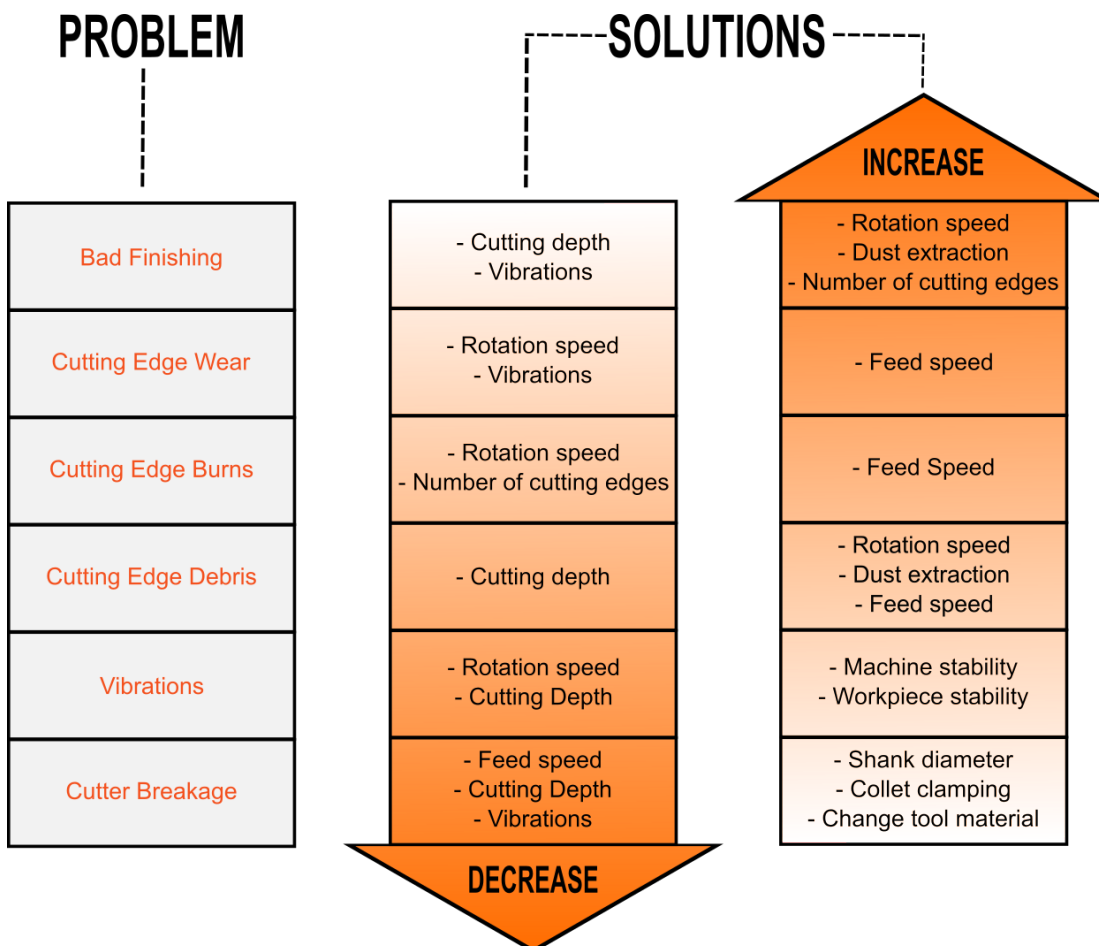 PROBLEM
SOLUTIONS
INCREASE
Bad Finishing
- Cutting depth
- Vibrations
- Rotation speed
- Dust extraction
- Number of cutting edges
Cutting Edge Wear
- Rotation speed
- Vibrations
- Feed speed
Cutting Edge Burns
- Rotation speed
- Number of cutting edges
- Feed Speed
Cutting Edge Debris
- Cutting depth
- Rotation speed
- Dust extraction
- Feed speed
Vibrations
- Rotation speed
- Cutting Depth
- Machine stability
- Workpiece stability
Cutter Breakage
- Feed speed
- Cutting Depth
- Vibrations
- Shank diameter
- Collet clamping
- Change tool material
DECREASE